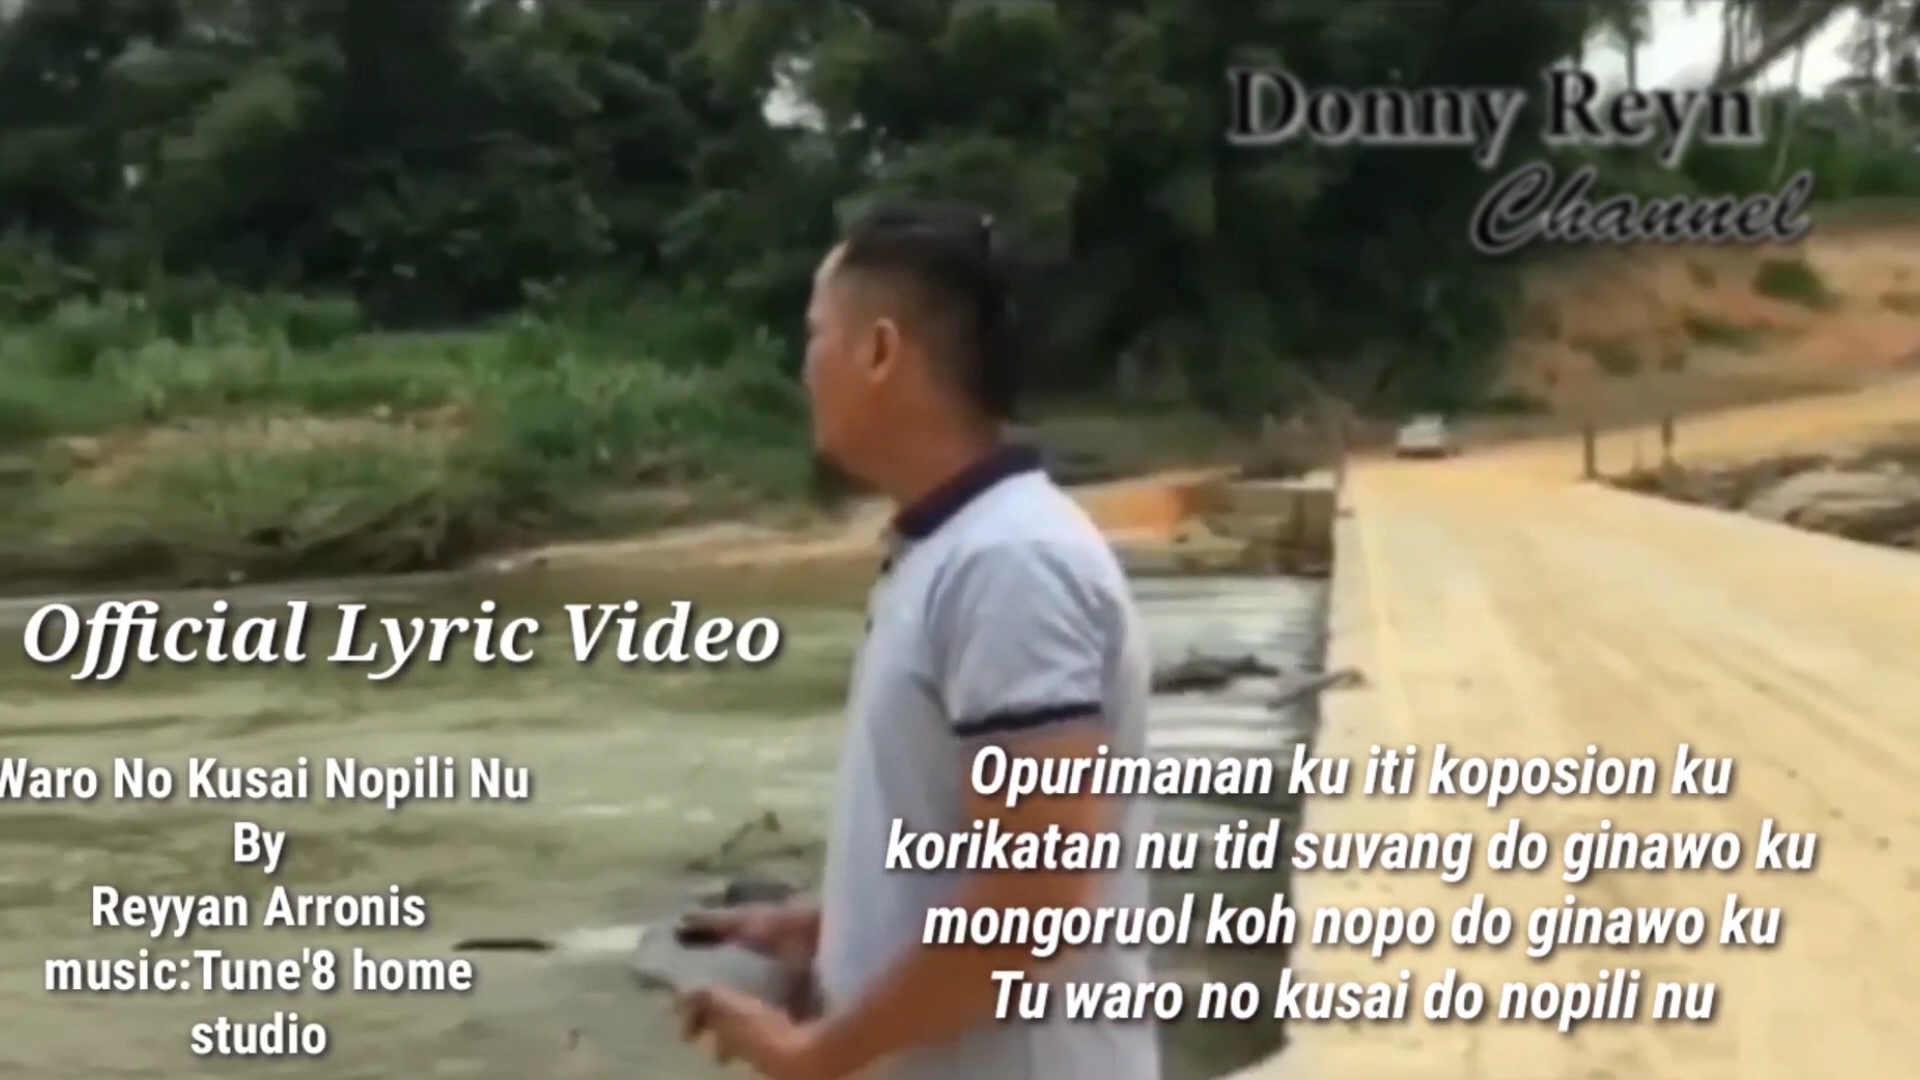 Donny Reyn
Channel
Official Lyric Video
Waro No Kusai Nopili Nu
By
Reyyan Arronis
music:Tune'8 home
studio
Opurimanan ku iti koposion ku
korikatan nu tid suvang do ginawo ku
mongoruol koh nopo do ginawo ku
Tu waro no kusai do nopili nu